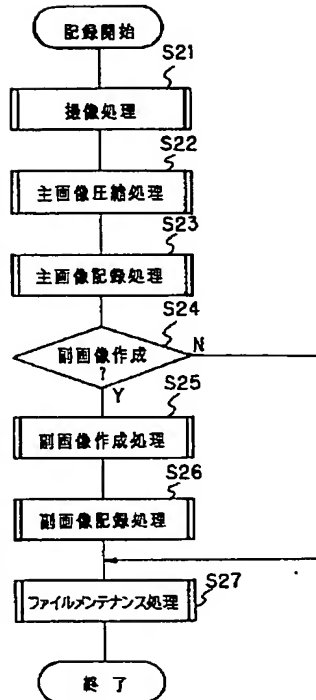 記録開始
S21
撮像処理
S22
主画像圧縮処理
S23
主画像記録処理
S24
副画像作成
?
N
Y
S25
副画像作成処理
S26
副画像記録処理
S27
ファイルメンテナンス処理
終了